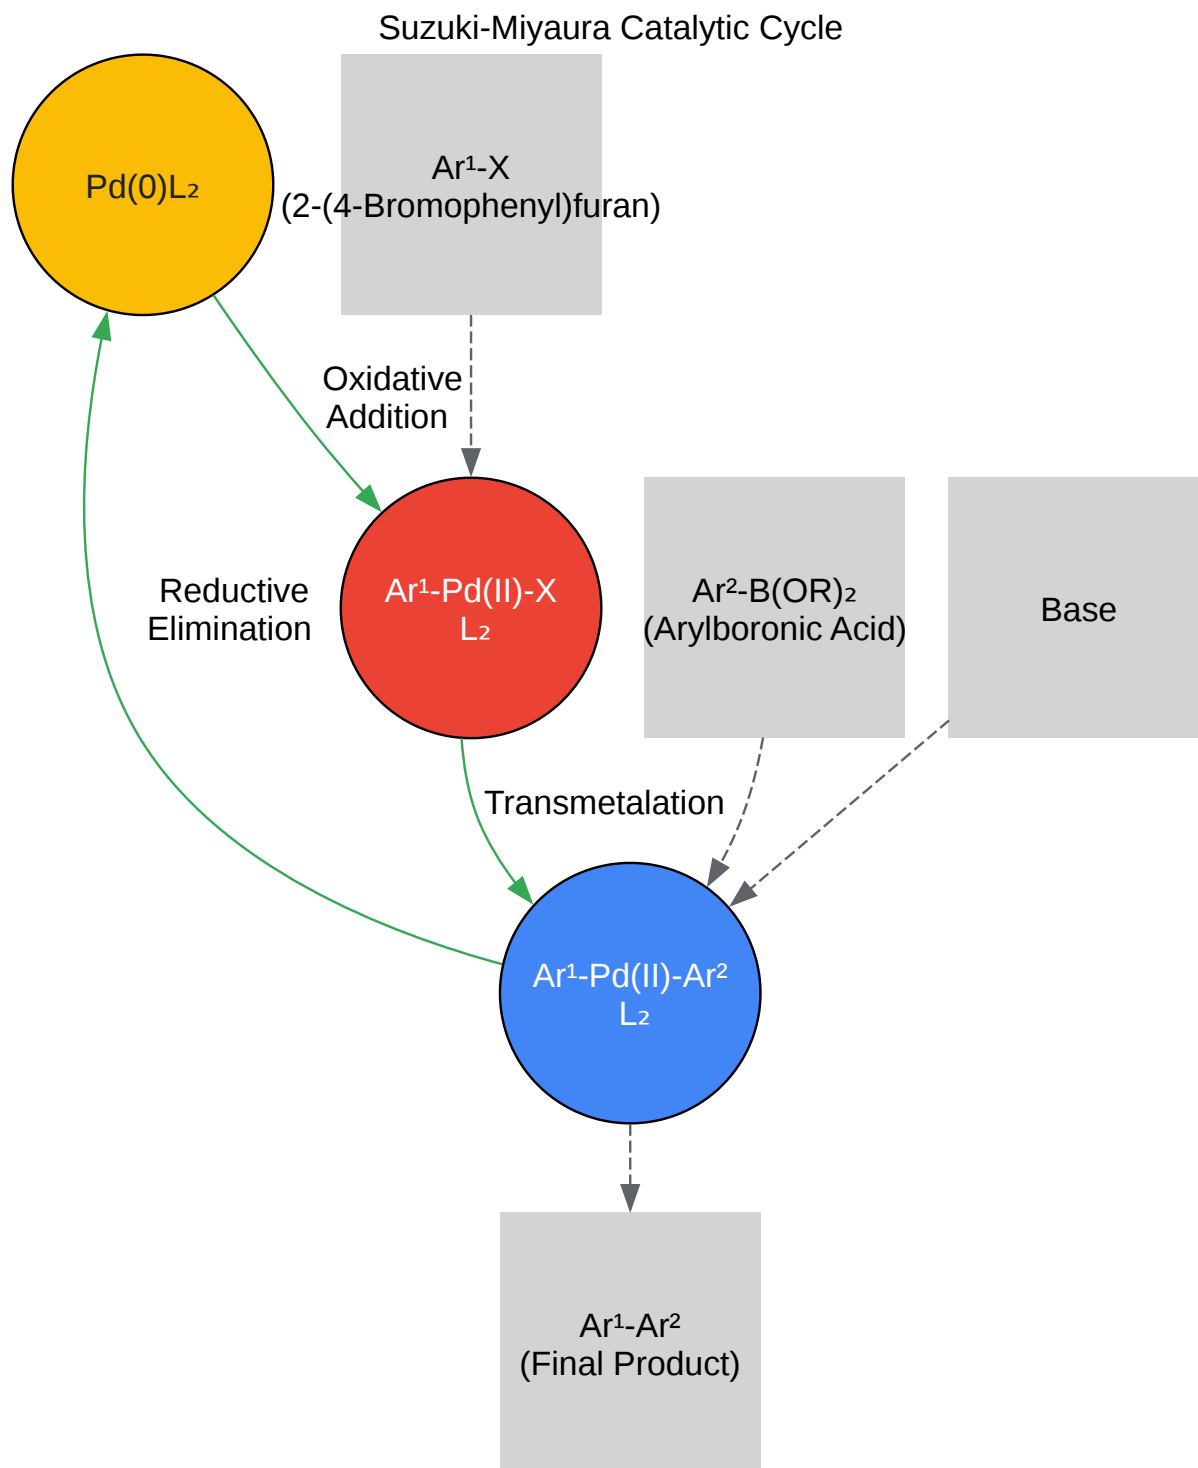 Suzuki-Miyaura Catalytic Cycle
Pd(0)L₂
Ar¹-X
(2-(4-Bromophenyl)furan)
Oxidative
Addition
Reductive
Elimination
Ar¹-Pd(II)-X
L₂
Ar²-B(OR)₂
(Arylboronic Acid)
Base
Transmetalation
Ar¹-Pd(II)-Ar²
L₂
Ar¹-Ar²
(Final Product)